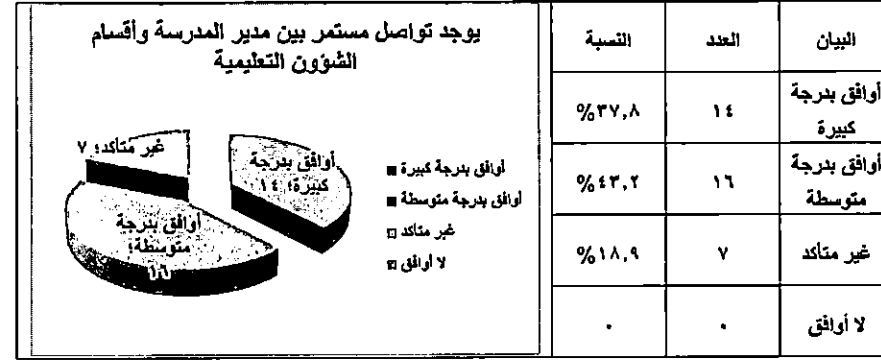 يوجد تواصل مستمر بين مدير المدرسة وأقسام
الشؤون التعليمية
غير متأكد؛ ٧
أوافق بدرجة
كبيرة؛ ١٤
أوافق بدرجة
متوسطة؛
١٦
أوافق بدرجة كبيرة
أوافق بدرجة متوسطة
غير متأكد
لا أوافق
البيان العدد النسبة
أوافق بدرجة
كبيرة ١٤ %٣٧,٨
أوافق بدرجة
متوسطة ١٦ %٤٣,٢
غير متأكد ٧ %١٨,٩
لا أوافق ٠ ٠